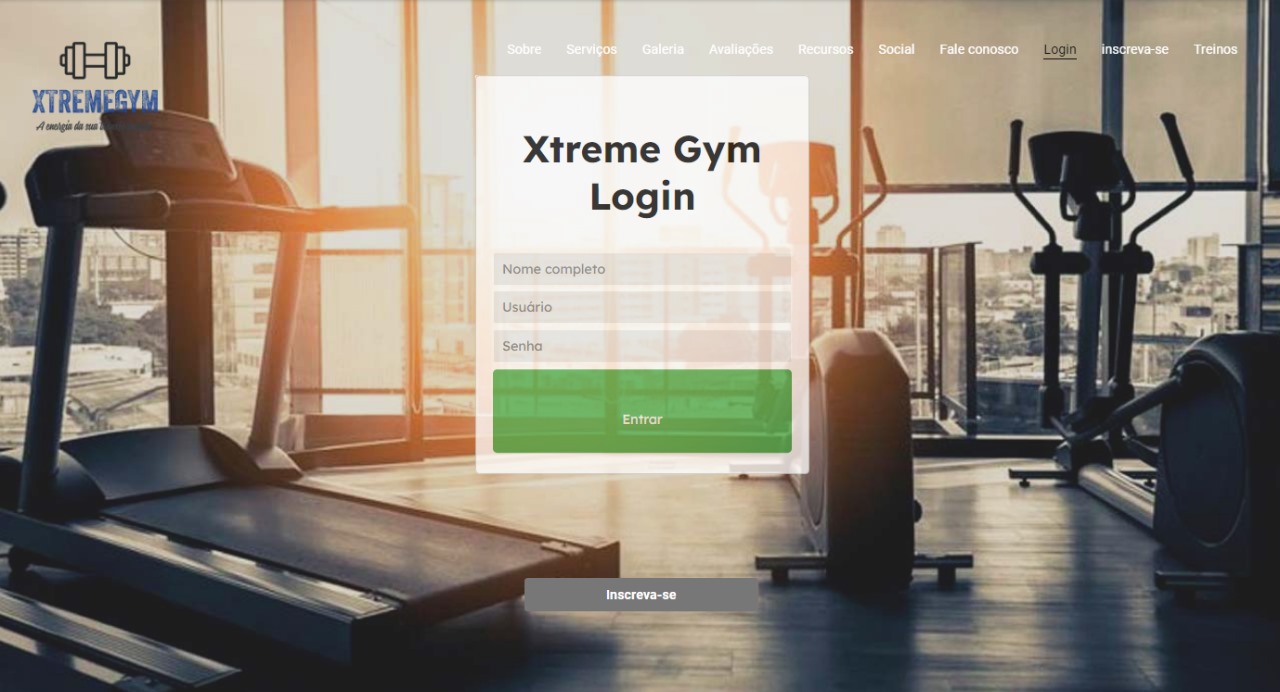 Sobre Serviços Galeria Avaliações Recursos Social Fale conosco Login inscreva-se Treinos
XTREMEGYM
A energia da sua
Xtreme Gym
Login
Nome completo
Usuário
Senha
Entrar
Inscreva-se